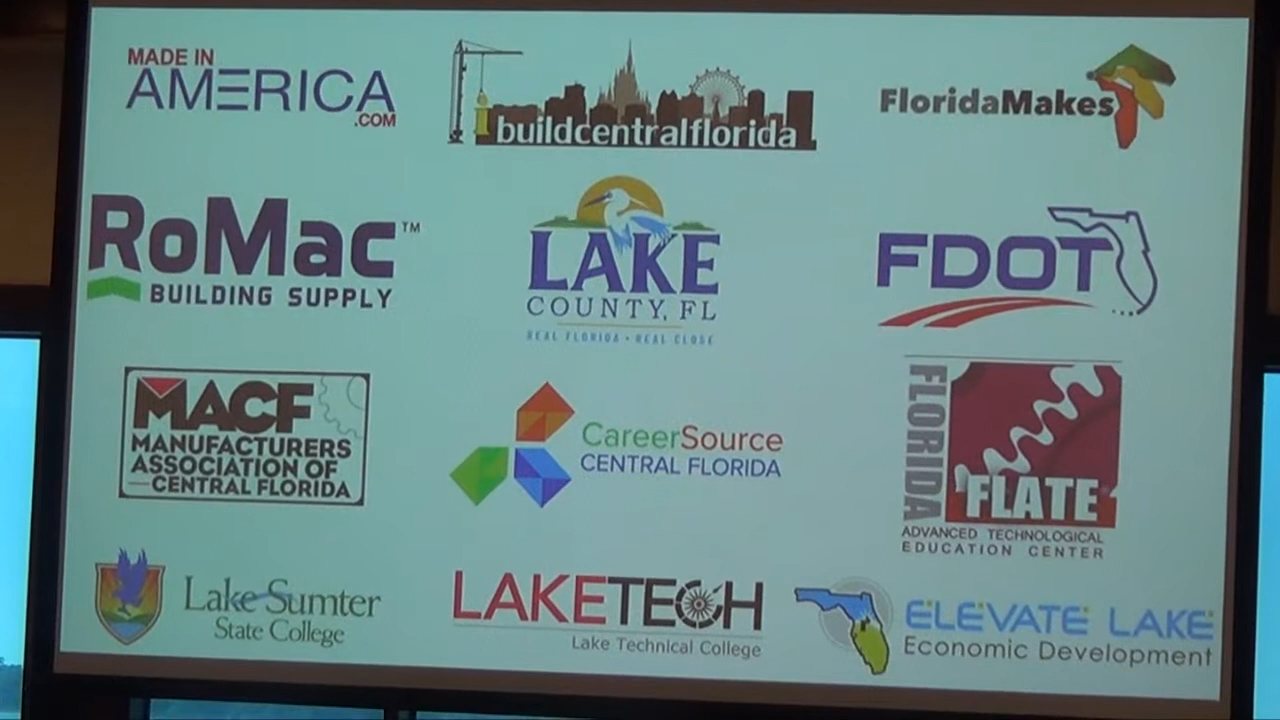 MADE IN
AMERICA
.COM
buildcentralflorida
FloridaMakes
RoMac™
BUILDING SUPPLY
LAKE
COUNTY, FL
REAL FLORIDA • REAL CLOSE
FDOT
MACF
MANUFACTURERS
ASSOCIATION OF
CENTRAL FLORIDA
CareerSource
CENTRAL FLORIDA
FLORIDA
FLATE
ADVANCED TECHNOLOGICAL
EDUCATION CENTER
Lake-Sumter
State College
LAKETECH
Lake Technical College
ELEVATE LAKE
Economic Development